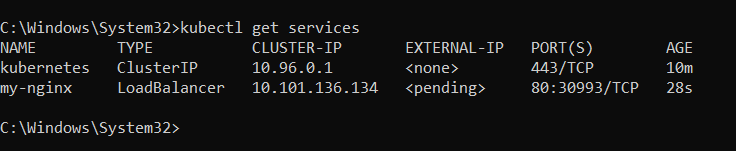 C:\Windows\System32>kubectl get services
NAME TYPE CLUSTER-IP EXTERNAL-IP PORT(S) AGE
kubernetes ClusterIP 10.96.0.1 <none> 443/TCP 10m
my-nginx LoadBalancer 10.101.136.134 <pending> 80:30993/TCP 28s
C:\Windows\System32>